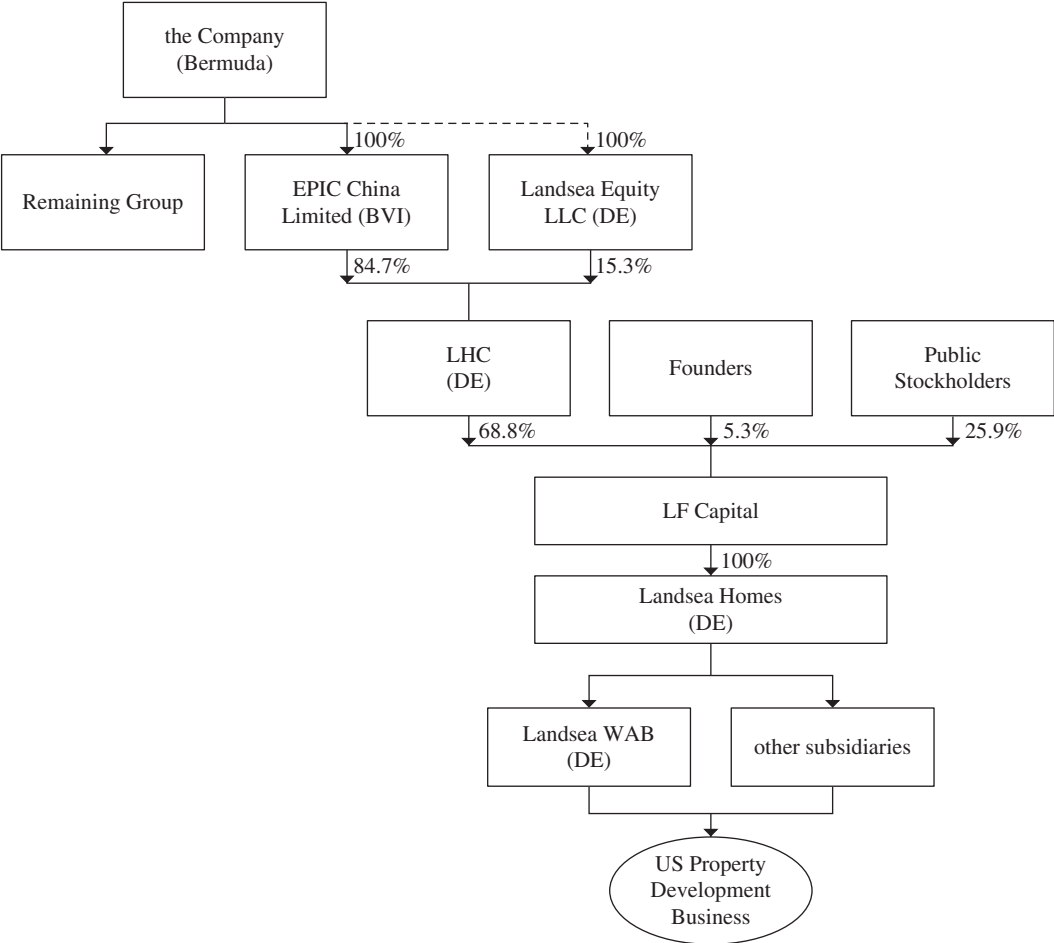 the Company
(Bermuda)
100%
100%
Remaining Group
EPIC China
Limited (BVI)
Landsea Equity
LLC (DE)
84.7%
15.3%
LHC
(DE)
Founders
Public
Stockholders
68.8%
5.3%
25.9%
LF Capital
100%
Landsea Homes
(DE)
Landsea WAB
(DE)
other subsidiaries
US Property
Development
Business